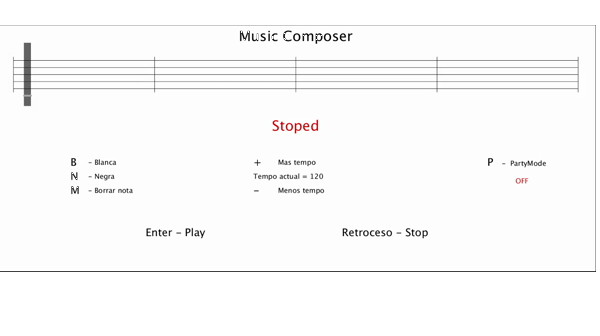 Music Composer
Stoped
B – Blanca
+ Mas tempo
P – PartyMode
N – Negra
Tempo actual = 120
OFF
M – Borrar nota
– Menos tempo
Enter – Play
Retroceso – Stop